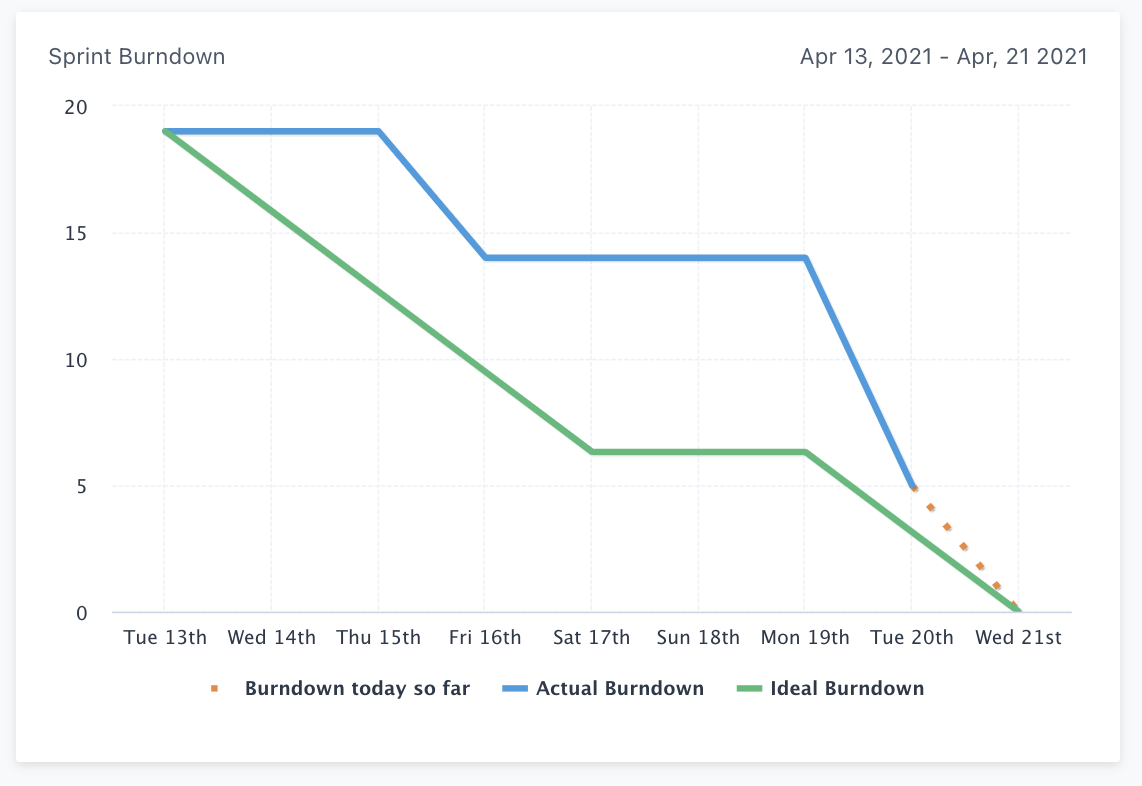 Sprint Burndown Apr 13, 2021 - Apr, 21 2021
20
15
10
5
0
Tue 13th Wed 14th Thu 15th Fri 16th Sat 17th Sun 18th Mon 19th Tue 20th Wed 21st
Burndown today so far Actual Burndown Ideal Burndown